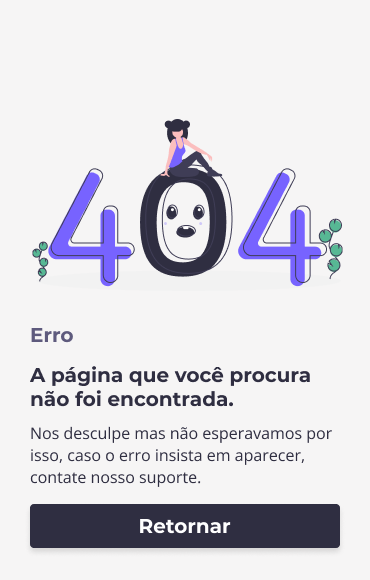 404
Erro
A página que você procura
não foi encontrada.
Nos desculpe mas não esperavamos por
isso, caso o erro insista em aparecer,
contate nosso suporte.
Retornar